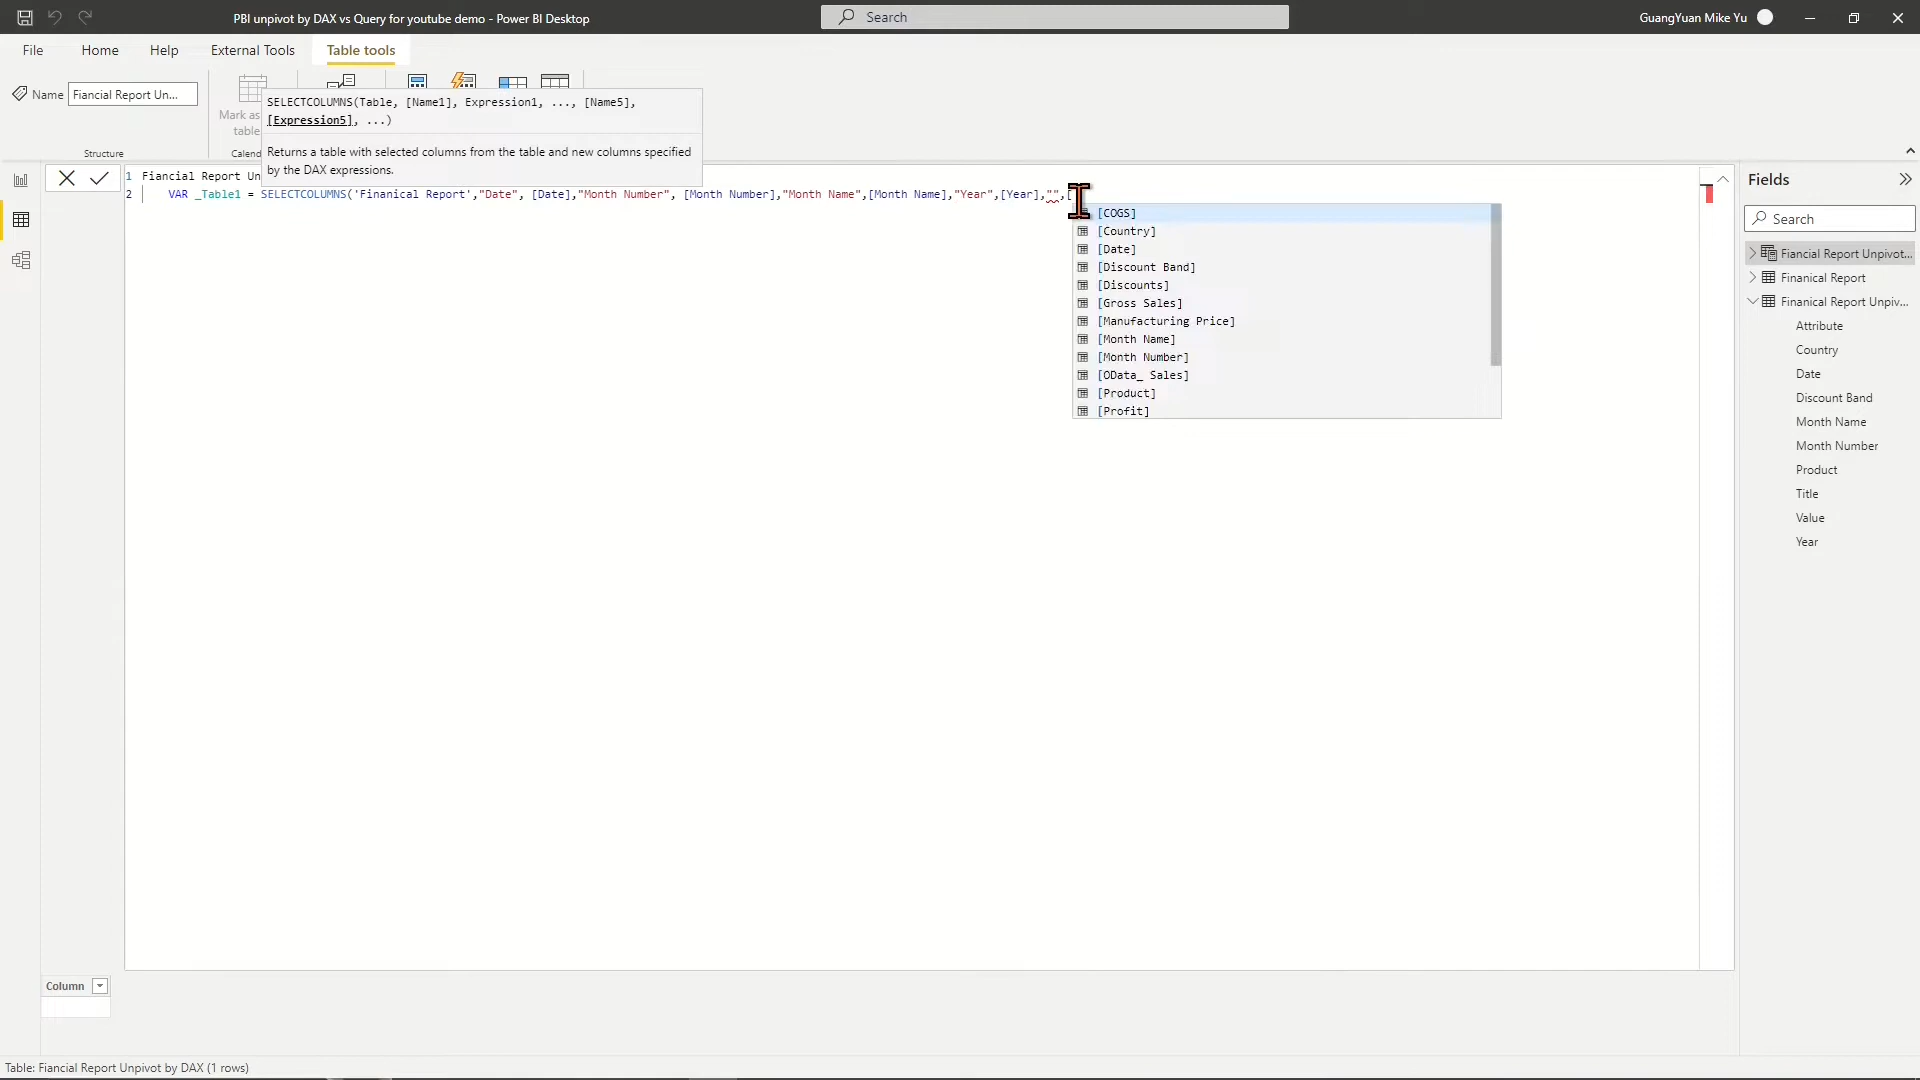 PBI unpivot by DAX vs Query for youtube demo - Power BI Desktop
Search
GuangYuan Mike Yu
File Home Help External Tools Table tools
Name Fiancial Report Un...
Mark as
table
Structure
Calend
SELECTCOLUMNS(Table, [Name1], Expression1, ..., [Name5],
[Expression5], ...)
Returns a table with selected columns from the table and new columns specified
by the DAX expressions.
1 Fiancial Report Un
2 VAR _Table1 = SELECTCOLUMNS('Finanical Report',"Date", [Date],"Month Number", [Month Number],"Month Name",[Month Name],"Year",[Year],"",[
[COGS]
[Country]
[Date]
[Discount Band]
[Discounts]
[Gross Sales]
[Manufacturing Price]
[Month Name]
[Month Number]
[OData_ Sales]
[Product]
[Profit]
Fields
Search
Fiancial Report Unpivot...
Finanical Report
Finanical Report Unpiv...
Attribute
Country
Date
Discount Band
Month Name
Month Number
Product
Title
Value
Year
Column
Table: Fiancial Report Unpivot by DAX (1 rows)